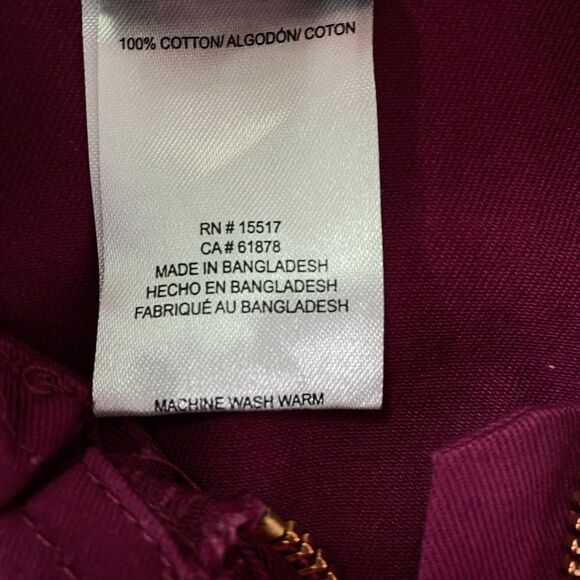 100% COTTON/ ALGODÓN/ COTON
RN # 15517
CA # 61878
MADE IN BANGLADESH
HECHO EN BANGLADESH
FABRIQUÉ AU BANGLADESH
MACHINE WASH WARM